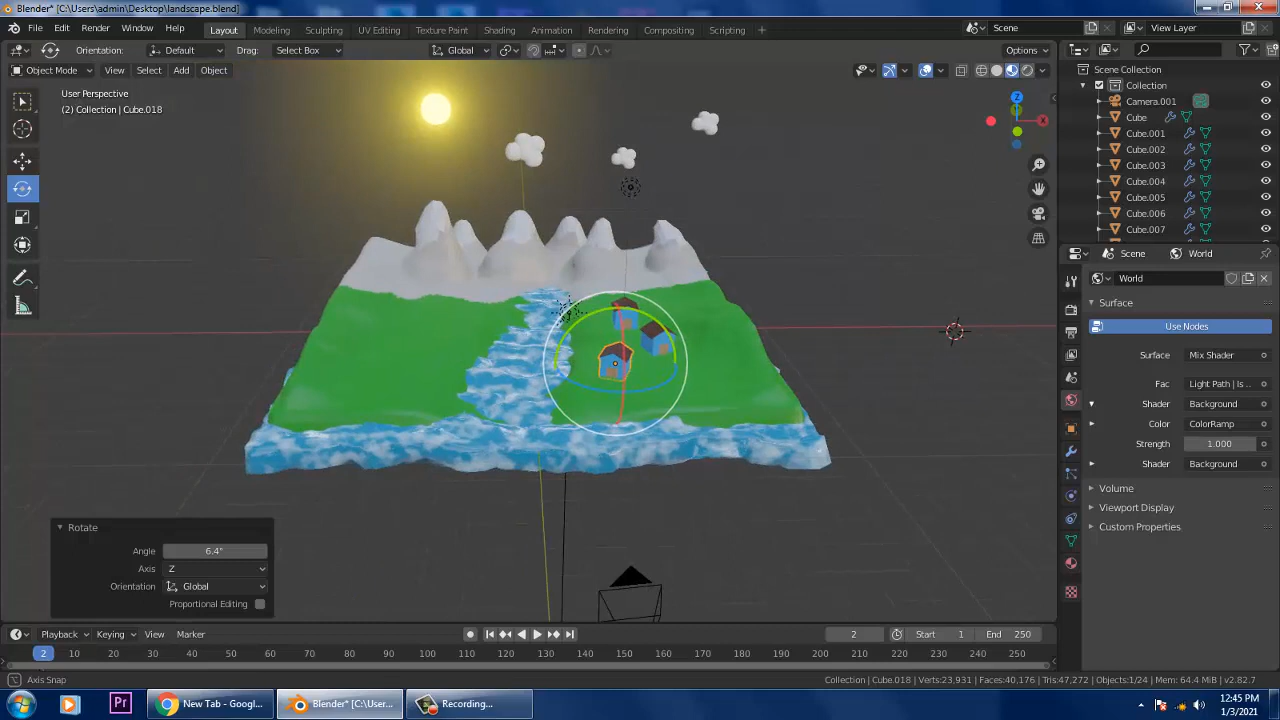 Blender* [C:\Users\admin\Desktop\landscape.blend]
File Edit Render Window Help Layout Modeling Sculpting UV Editing Texture Paint Shading Animation Rendering Compositing Scripting + Scene View Layer
Orientation: Default Drag: Select Box Global Options
Object Mode View Select Add Object
User Perspective
(2) Collection | Cube.018
Z
X
Scene Collection
Collection
Camera.001
Cube
Cube.001
Cube.002
Cube.003
Cube.004
Cube.005
Cube.006
Cube.007
Scene World
World
Surface
Use Nodes
Surface: Mix Shader
Fac: Light Path | Is ..
Shader: Background
Color: ColorRamp
Strength: 1.000
Shader: Background
Volume
Viewport Display
Custom Properties
Rotate
Angle 6.4°
Axis Z
Orientation Global
Proportional Editing
Playback Keying View Marker 2 Start 1 End 250
2 10 20 30 40 50 60 70 80 90 100 110 120 130 140 150 160 170 180 190 200 210 220 230 240 250
Axis Snap
Collection | Cube.018 | Verts:23,931 | Faces:40,176 | Tris:47,272 | Objects:1/24 | Mem: 64.4 MiB | v2.82.7
Pr New Tab - Googl... Blender* [C:\User... Recording...
12:45 PM
1/3/2021